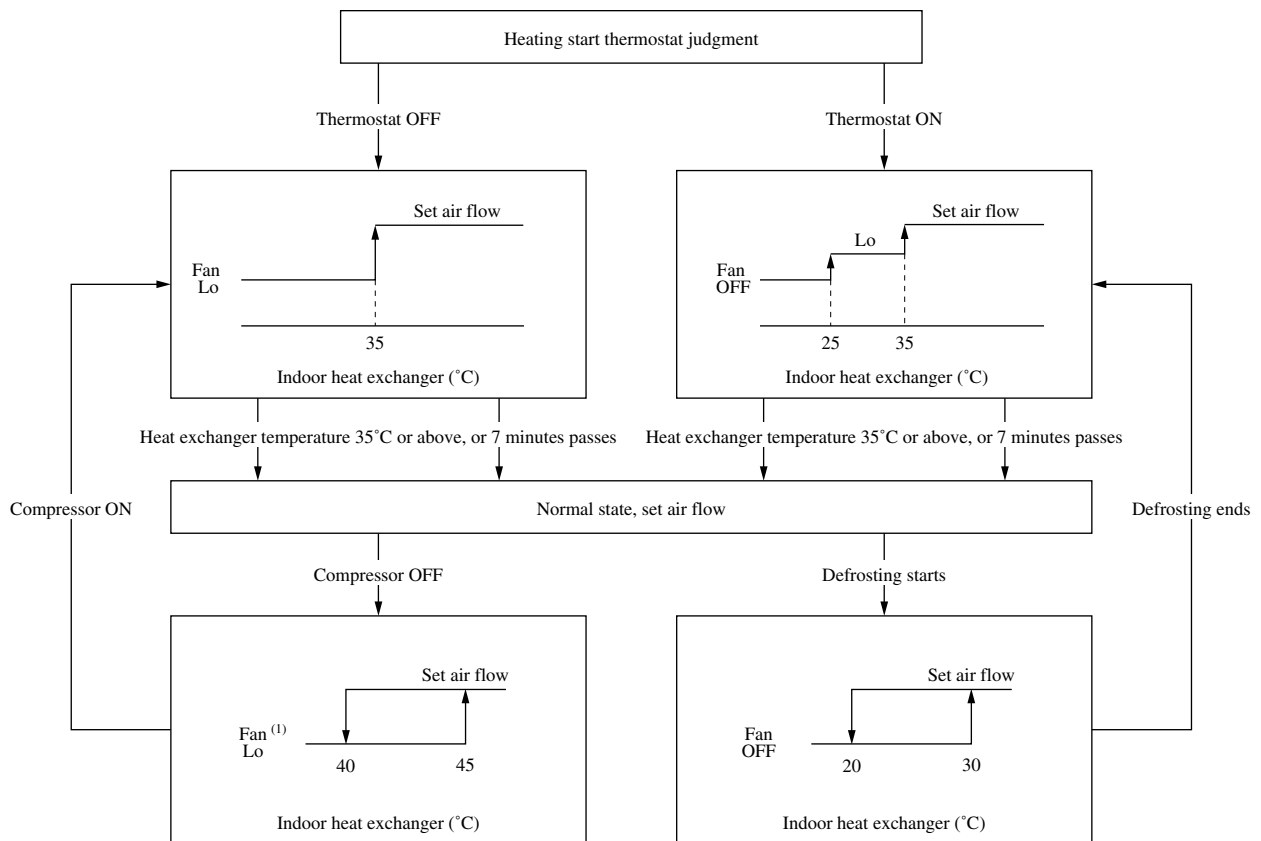 Heating start thermostat judgment
Thermostat OFF
Thermostat ON
Set air flow
Fan
Lo
35
Indoor heat exchanger (˚C)
Set air flow
Lo
Fan
OFF
25 35
Indoor heat exchanger (˚C)
Heat exchanger temperature 35˚C or above, or 7 minutes passes
Heat exchanger temperature 35˚C or above, or 7 minutes passes
Compressor ON
Normal state, set air flow
Defrosting ends
Compressor OFF
Defrosting starts
Set air flow
Fan (1)
Lo
40 45
Indoor heat exchanger (˚C)
Set air flow
Fan
OFF
20 30
Indoor heat exchanger (˚C)